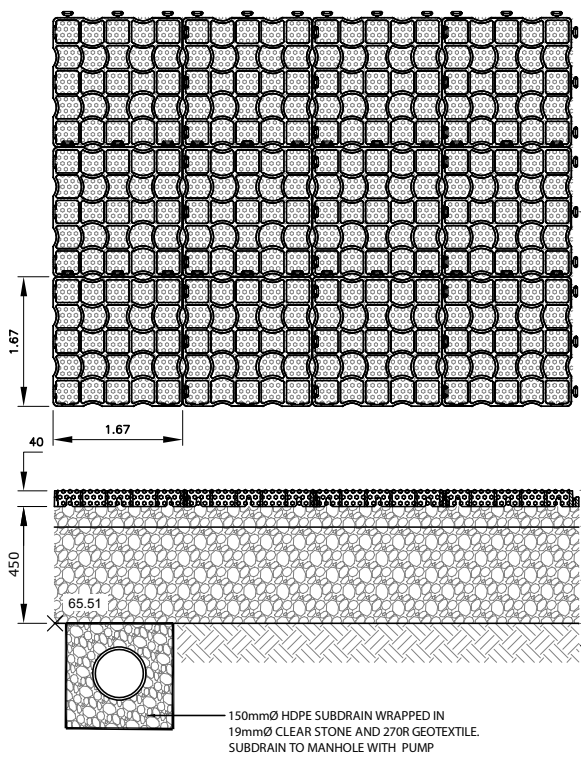 1.67
1.67
40
450
65.51
150mmØ HDPE SUBDRAIN WRAPPED IN
19mmØ CLEAR STONE AND 270R GEOTEXTILE.
SUBDRAIN TO MANHOLE WITH PUMP